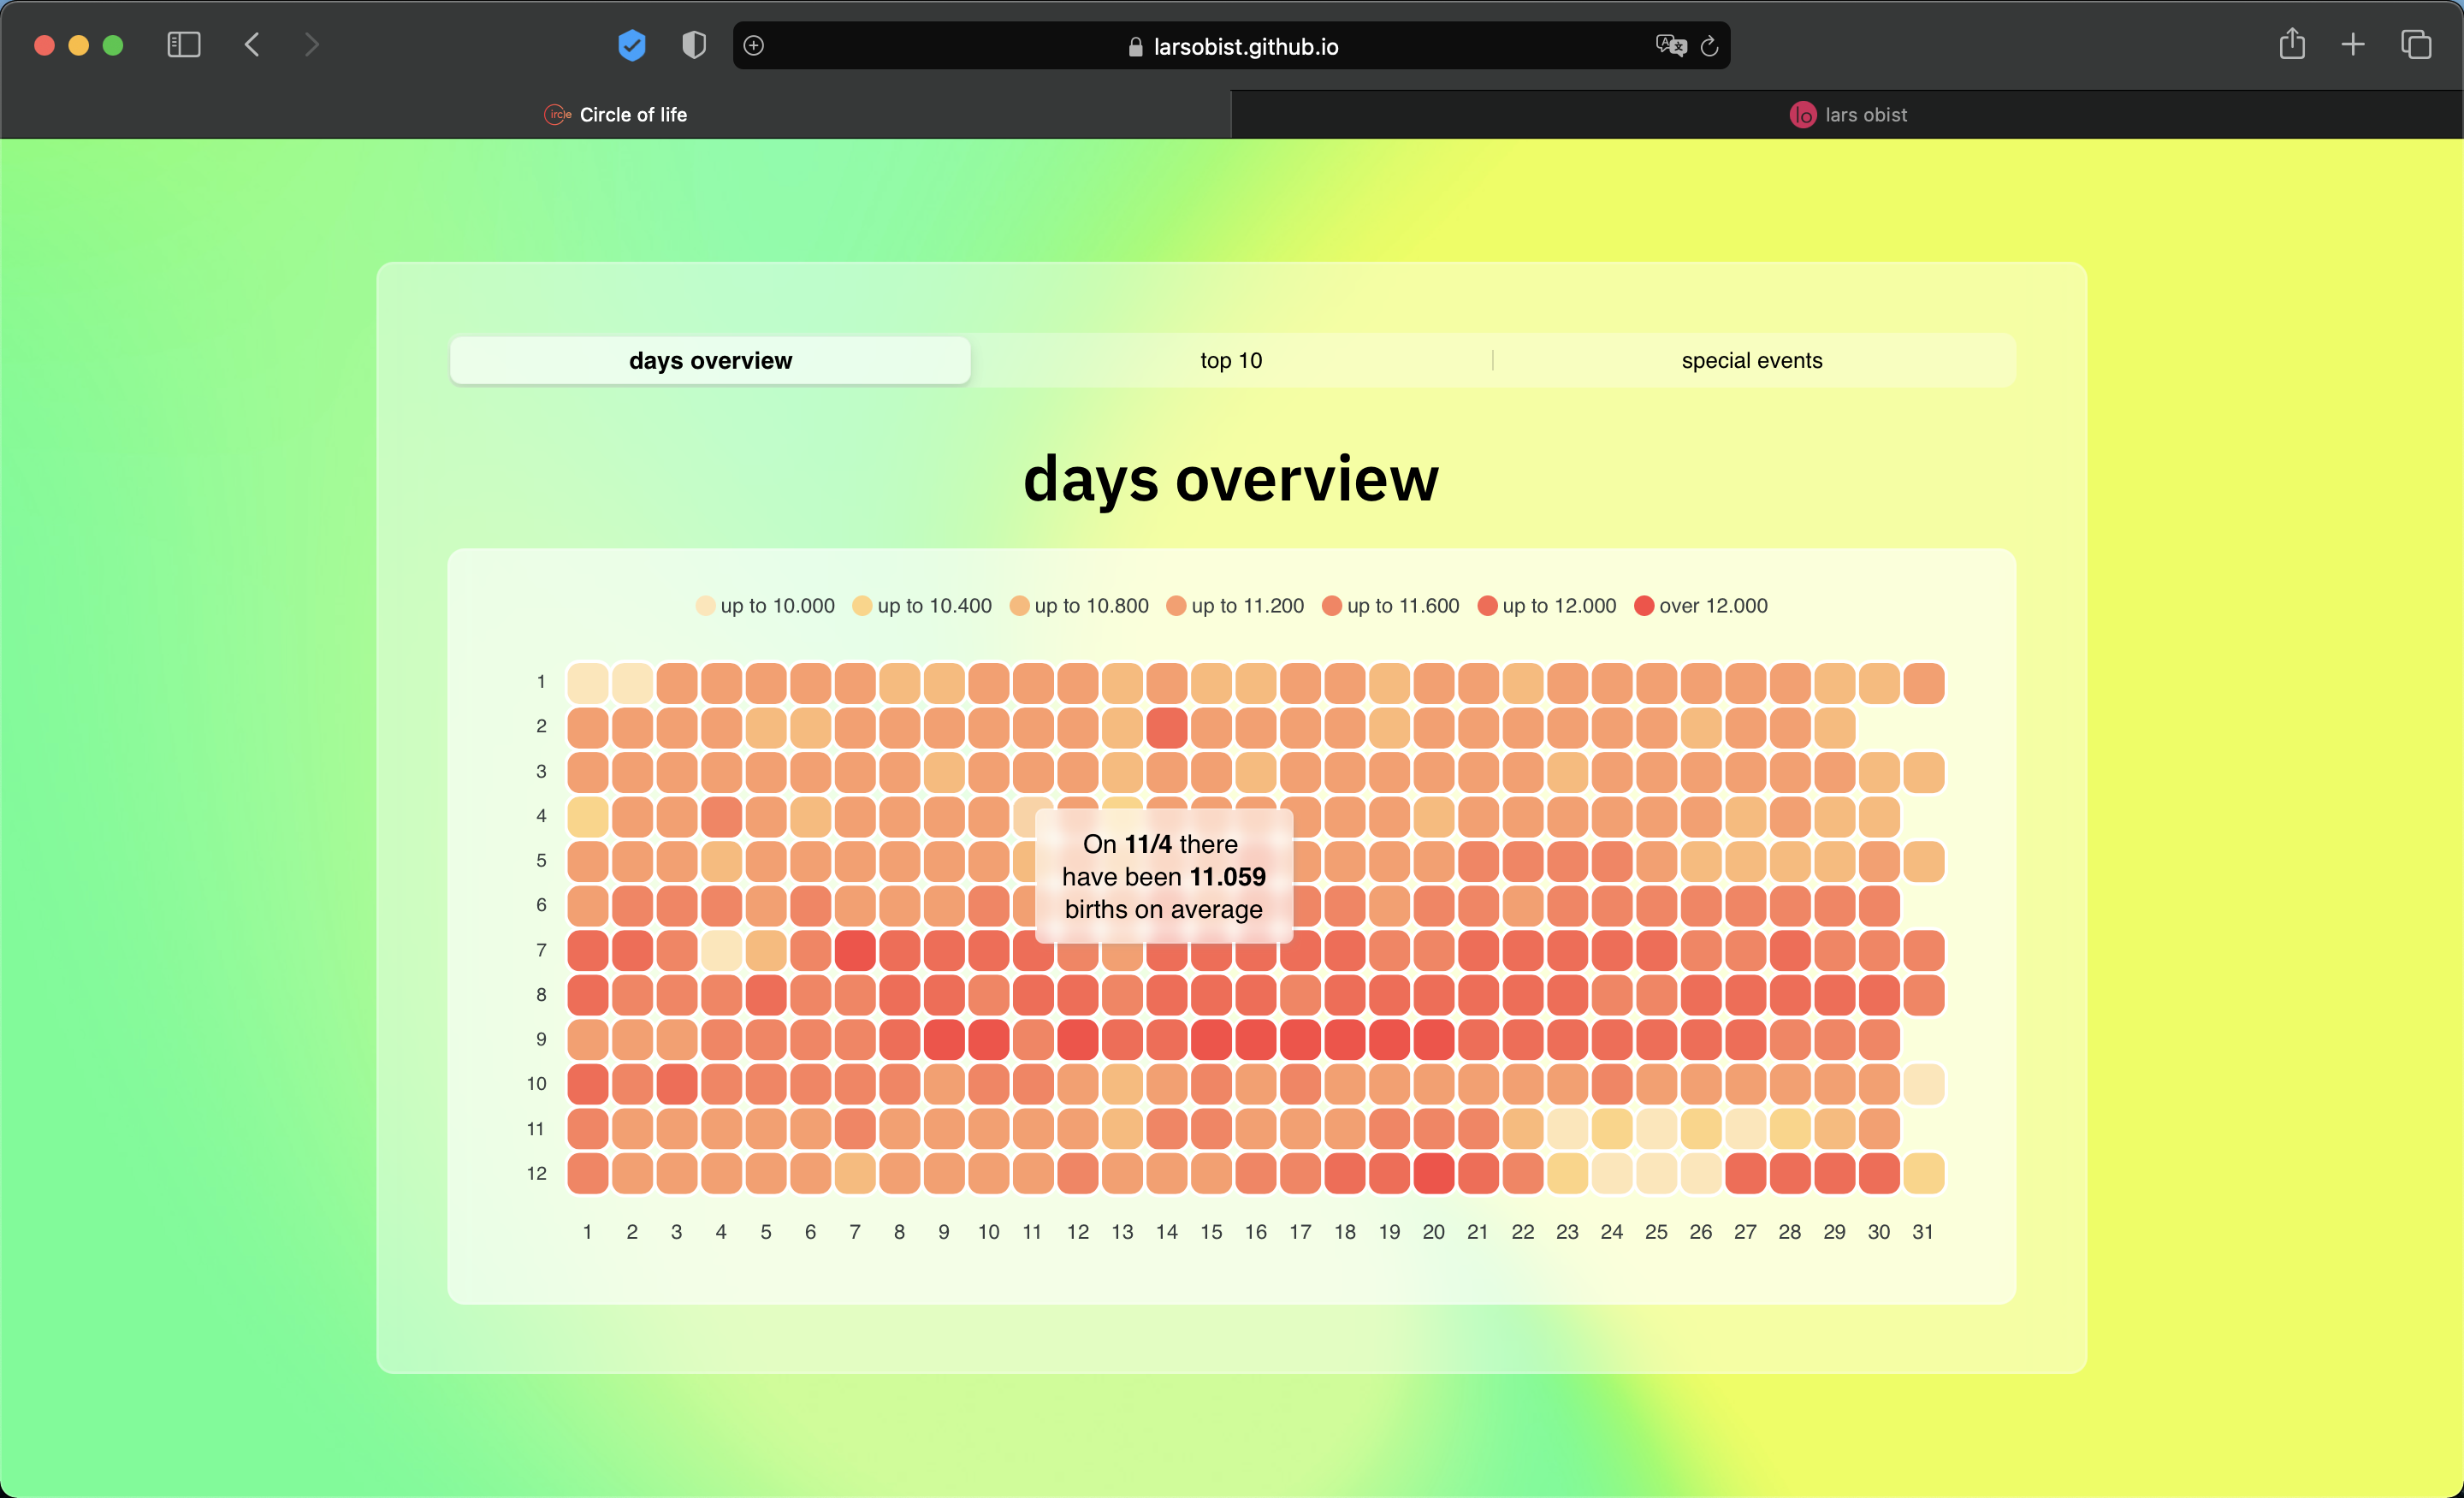 larsobist.github.io
ircle Circle of life
lo lars obist
days overview
top 10
special events
days overview
up to 10.000 up to 10.400 up to 10.800 up to 11.200 up to 11.600 up to 12.000 over 12.000
1
2
3
4
5
6
7
8
9
10
11
12
On 11/4 there
have been 11.059
births on average
1 2 3 4 5 6 7 8 9 10 11 12 13 14 15 16 17 18 19 20 21 22 23 24 25 26 27 28 29 30 31